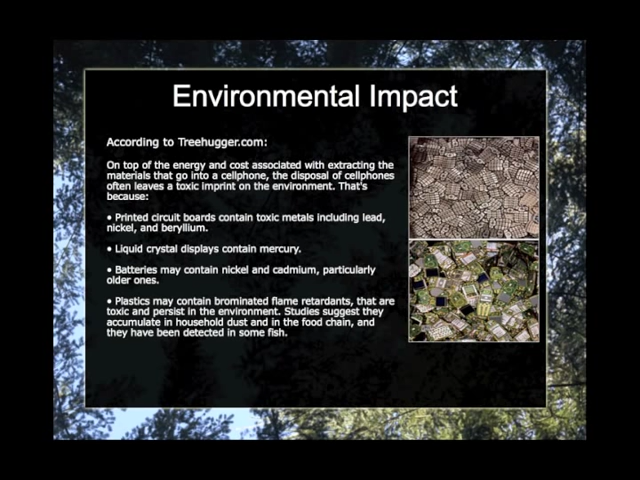 Environmental Impact
According to Treehugger.com:
On top of the energy and cost associated with extracting the
materials that go into a cellphone, the disposal of cellphones
often leaves a toxic imprint on the environment. That's
because:
• Printed circuit boards contain toxic metals including lead,
nickel, and beryllium.
• Liquid crystal displays contain mercury.
• Batteries may contain nickel and cadmium, particularly
older ones.
• Plastics may contain brominated flame retardants, that are
toxic and persist in the environment. Studies suggest they
accumulate in household dust and in the food chain, and
they have been detected in some fish.